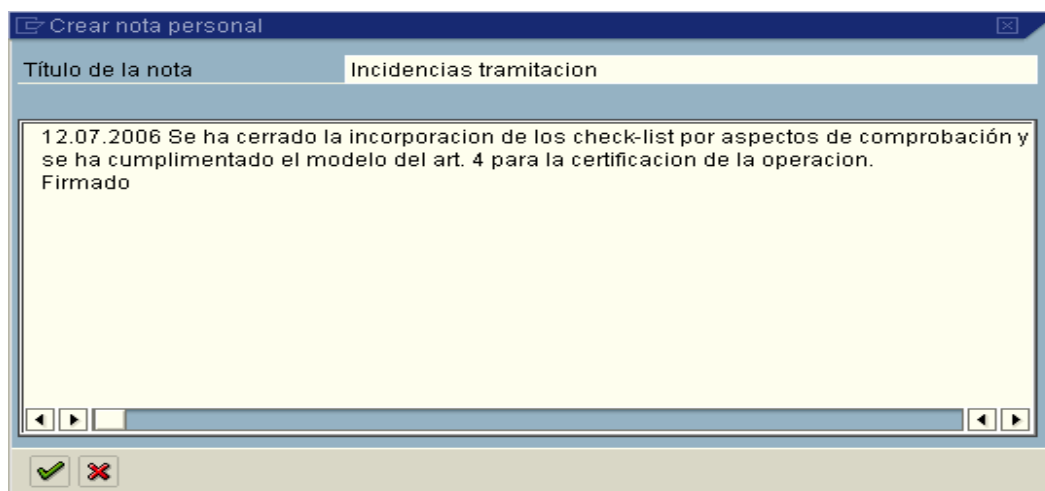 Crear nota personal
Título de la nota Incidencias tramitacion
12.07.2006 Se ha cerrado la incorporacion de los check-list por aspectos de comprobación y
se ha cumplimentado el modelo del art. 4 para la certificacion de la operacion.
Firmado